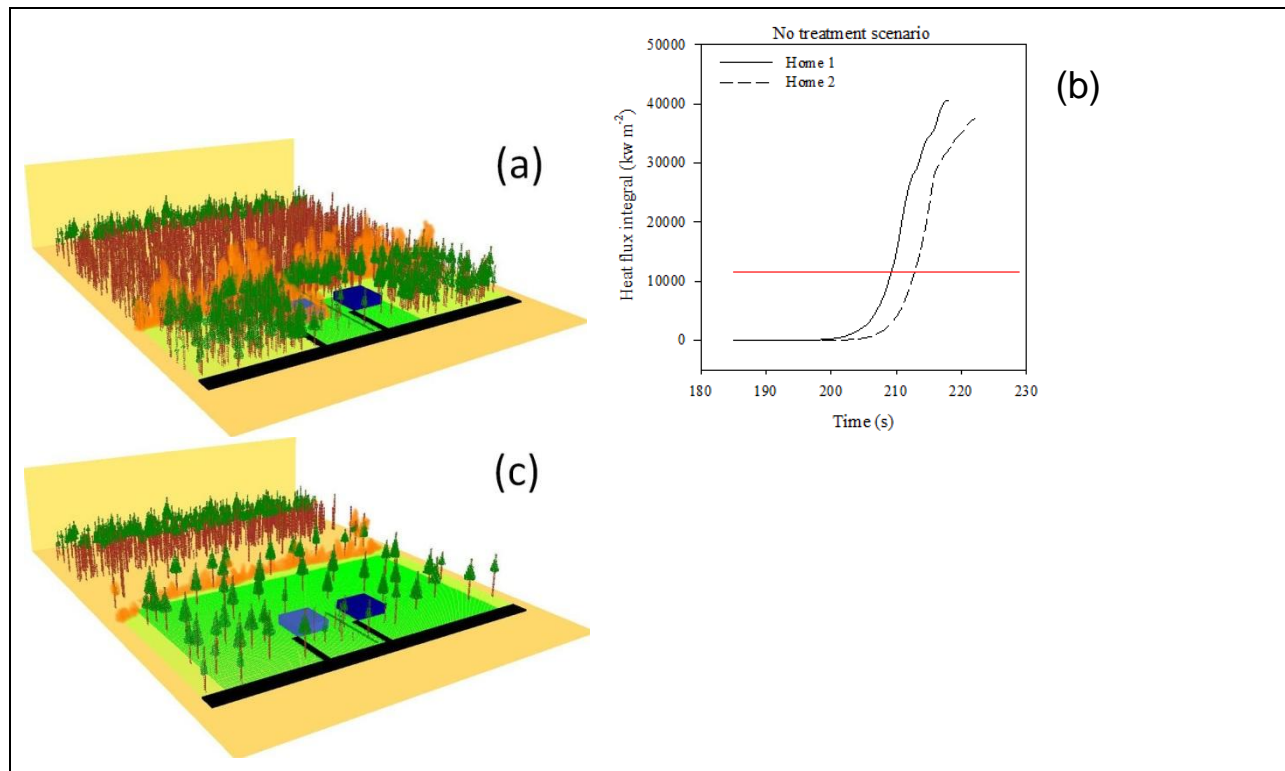 (a)
No treatment scenario
Home 1
Home 2
(b)
50000
40000
30000
20000
10000
0
Heat flux integral (kw m-2)
180
190
200
210
220
230
Time (s)
(c)